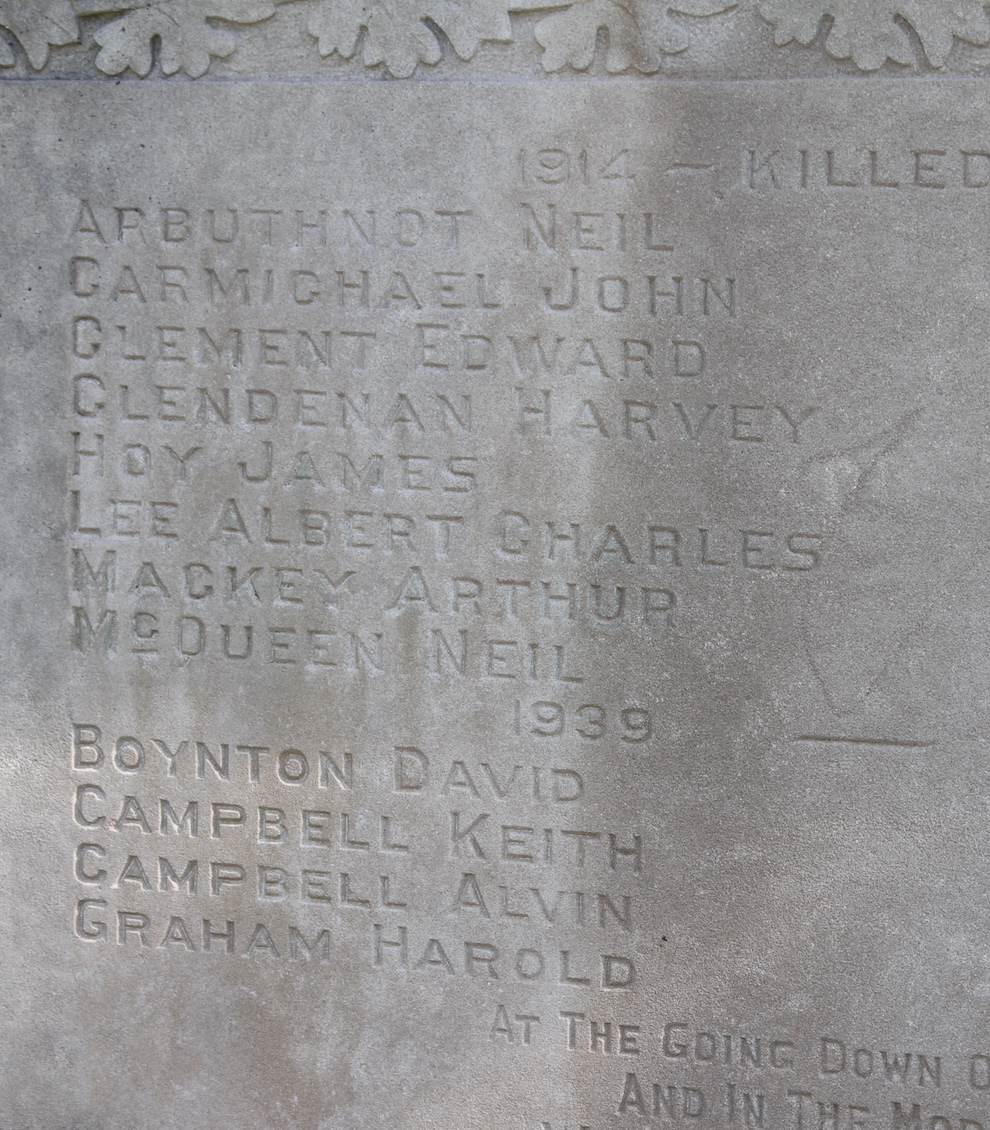 1914 — KILLED
ARBUTHNOT NEIL
CARMICHAEL JOHN
CLEMENT EDWARD
CLENDENAN HARVEY
HOY JAMES
LEE ALBERT CHARLES
MACKEY ARTHUR
McQUEEN NEIL
1939 —
BOYNTON DAVID
CAMPBELL KEITH
CAMPBELL ALVIN
GRAHAM HAROLD
AT THE GOING DOWN
AND IN THE